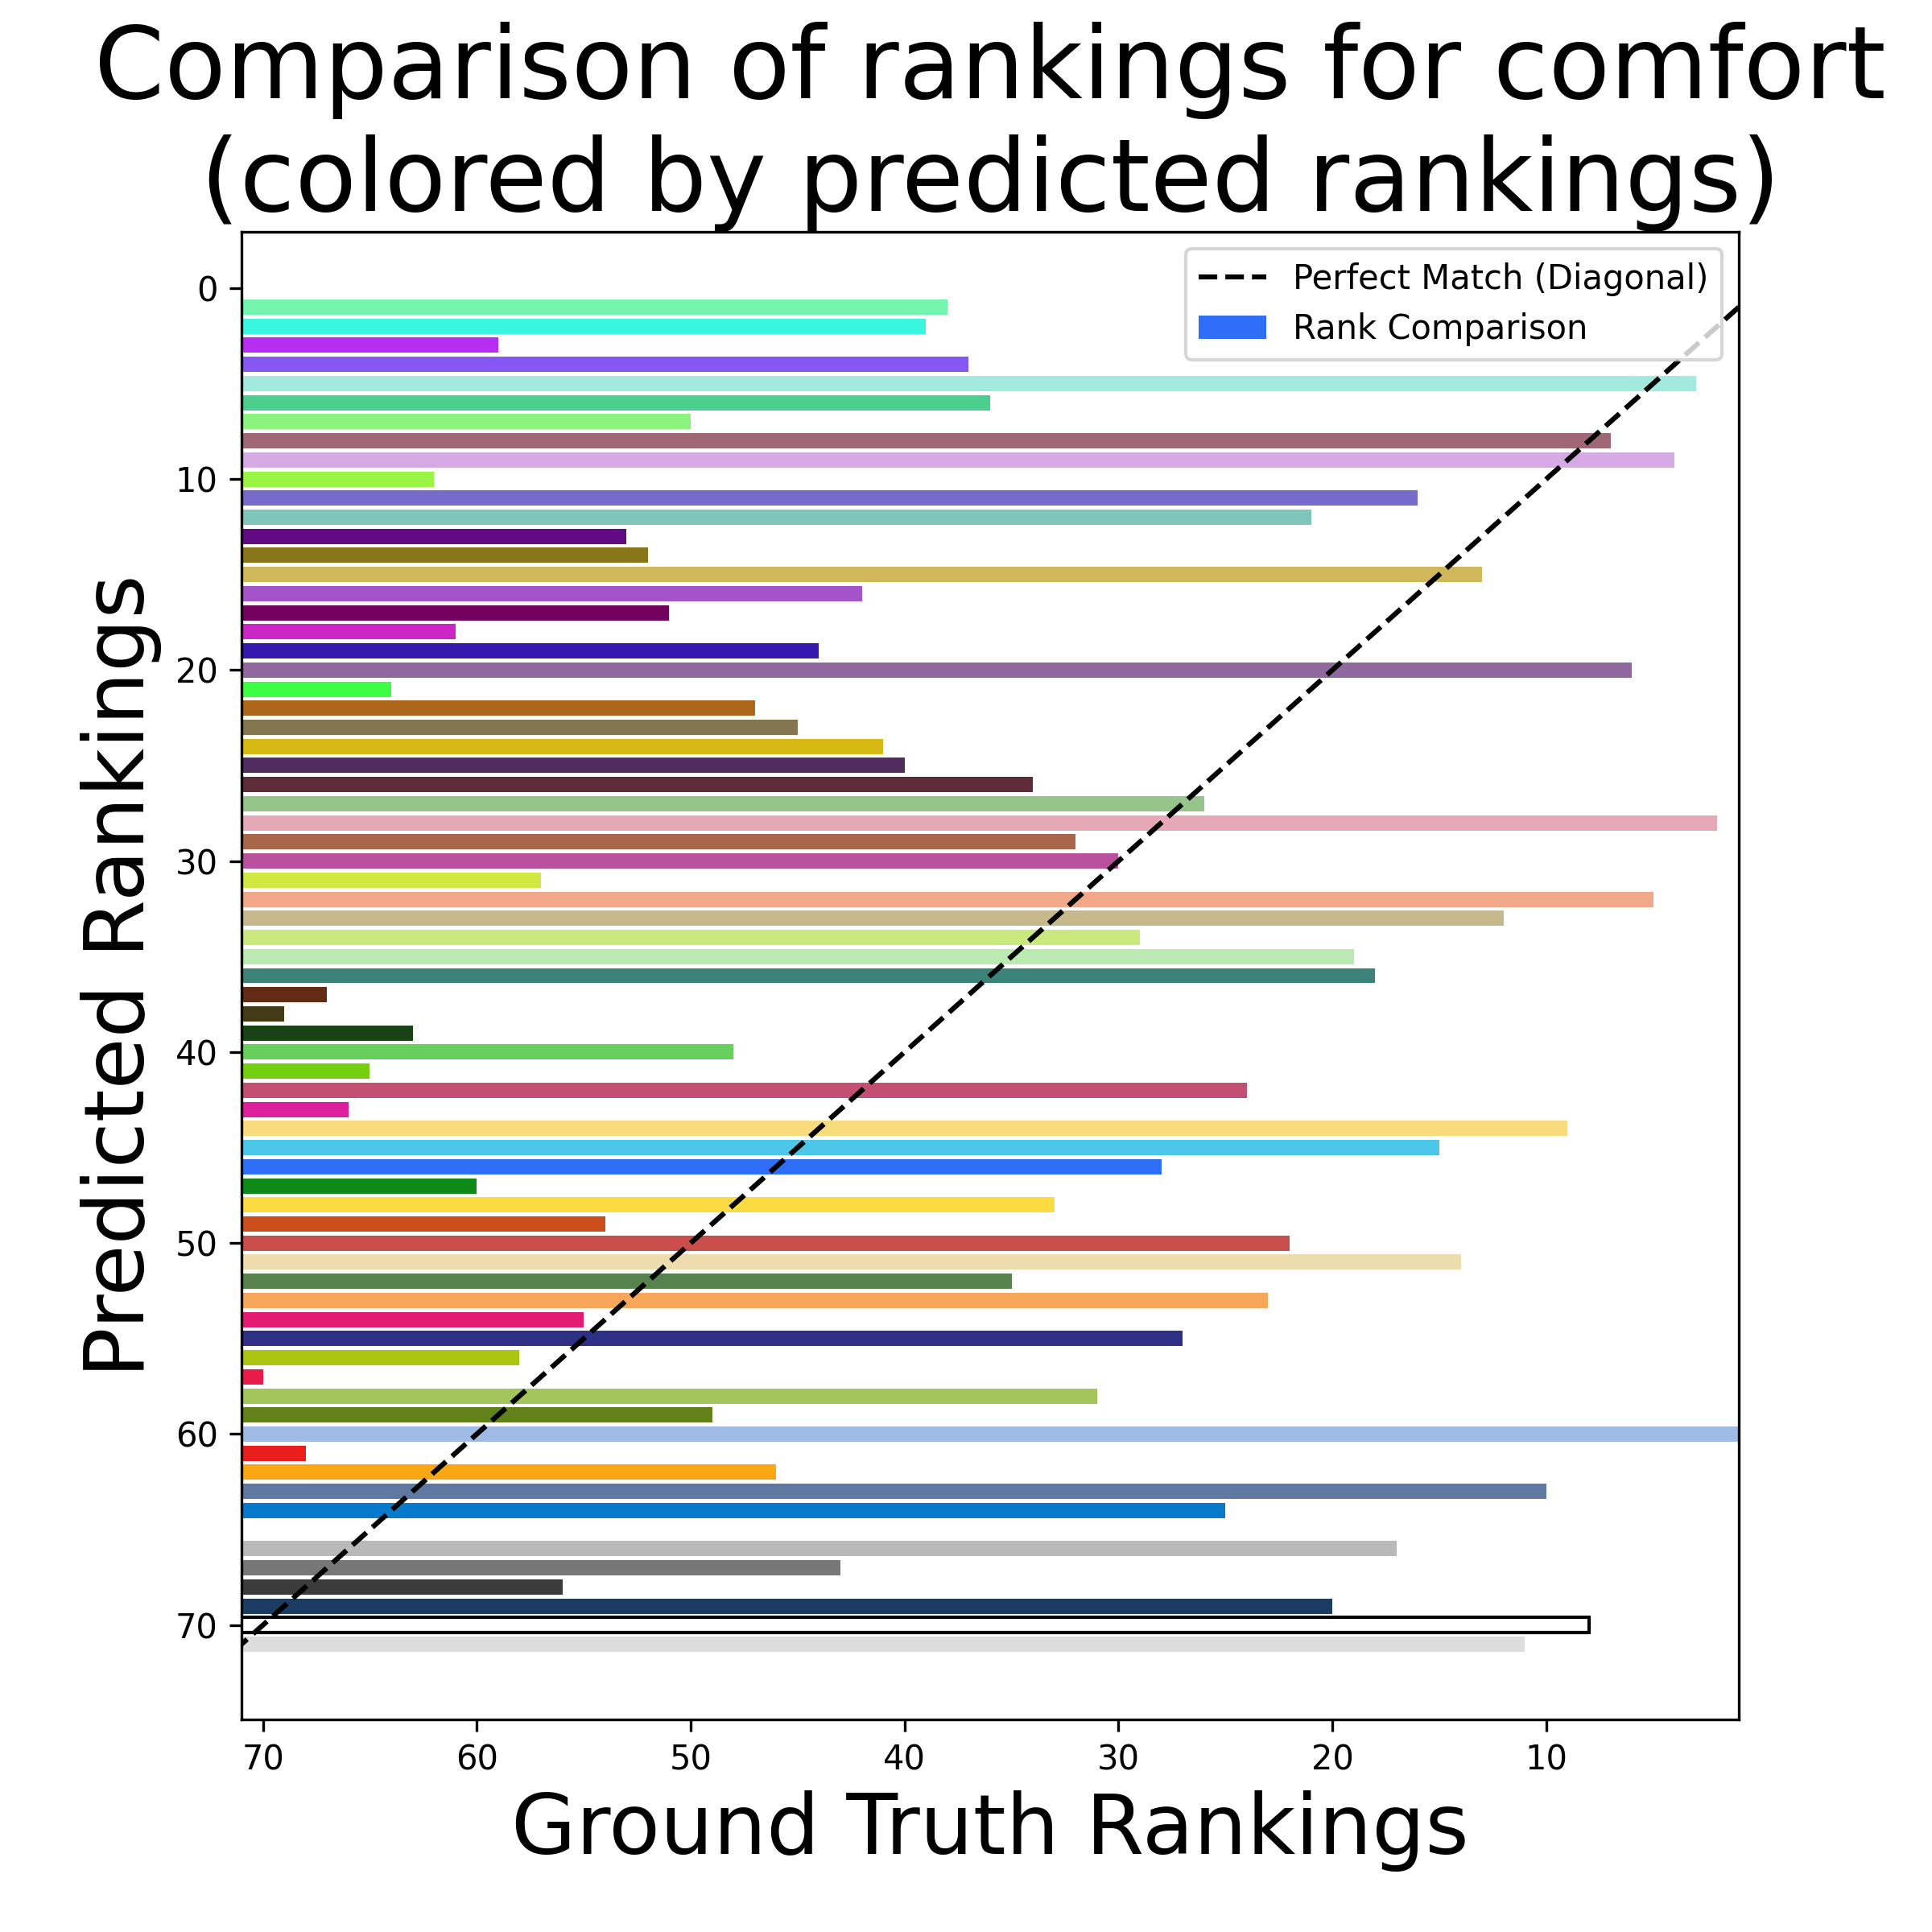 Comparison of rankings for comfort
(colored by predicted rankings)
Perfect Match (Diagonal)
Rank Comparison
Predicted Rankings
0
10
20
30
40
50
60
70
70 60 50 40 30 20 10
Ground Truth Rankings